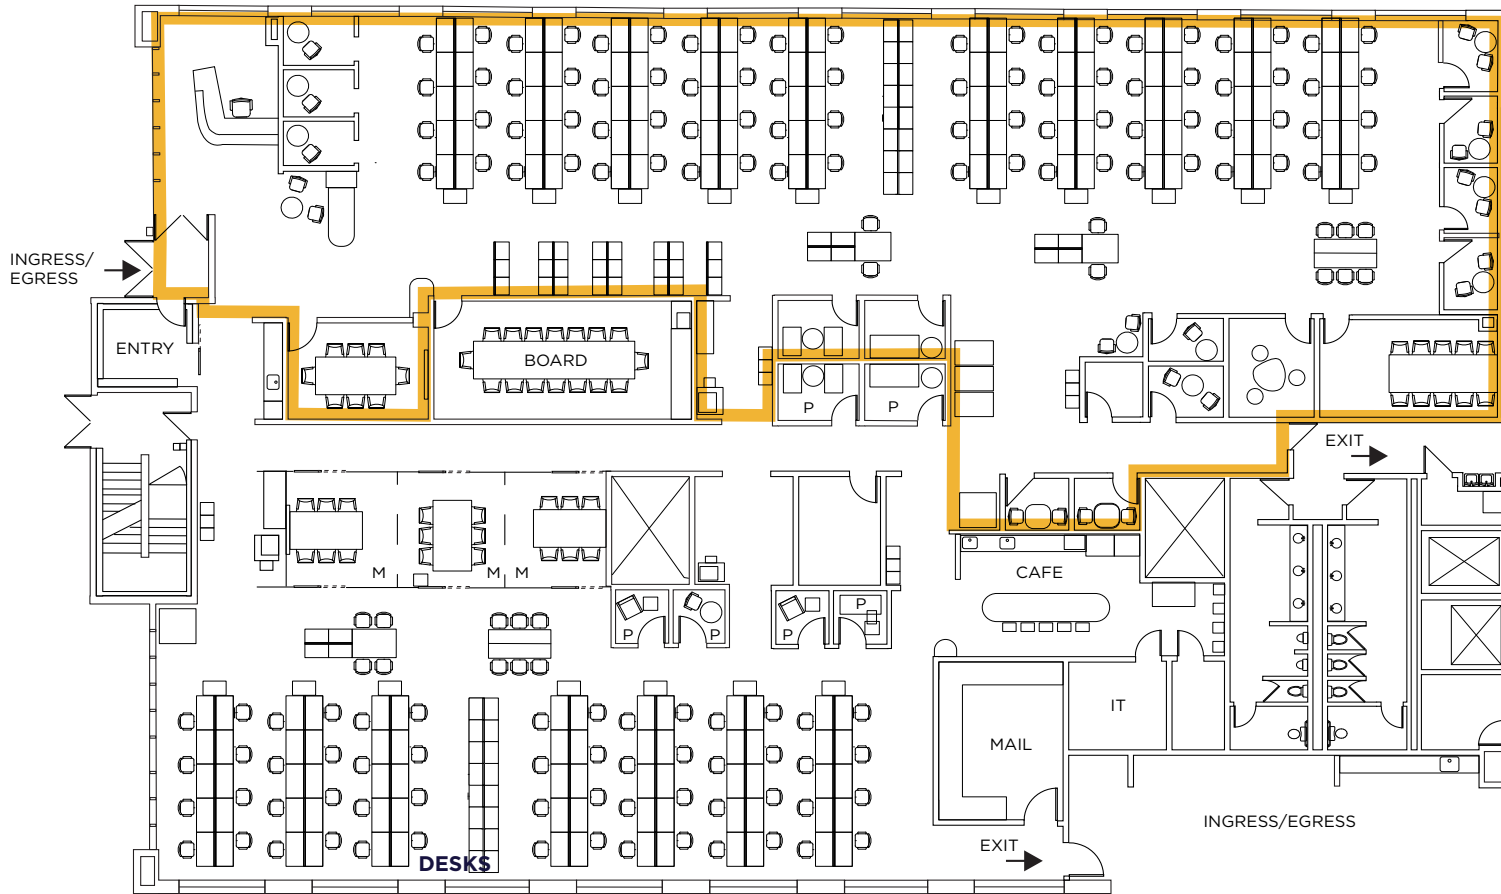 INGRESS/
EGRESS
ENTRY
BOARD
P
P
EXIT
M
M
M
CAFE
P
P
P
P
IT
MAIL
DESKS
EXIT
INGRESS/EGRESS